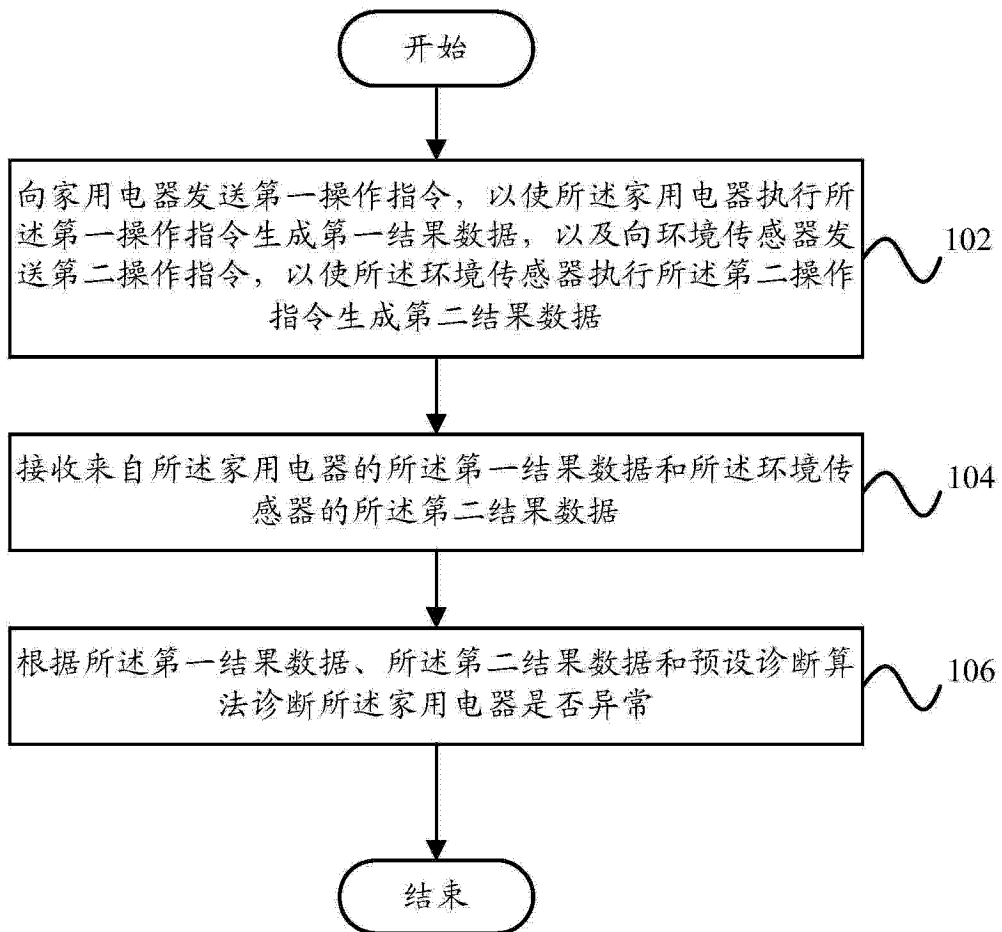 开始
向家用电器发送第一操作指令，以使所述家用电器执行所
述第一操作指令生成第一结果数据，以及向环境传感器发
送第二操作指令，以使所述环境传感器执行所述第二操作
指令生成第二结果数据
102
接收来自所述家用电器的所述第一结果数据和所述环境传
感器的所述第二结果数据
104
根据所述第一结果数据、所述第二结果数据和预设诊断算
法诊断所述家用电器是否异常
106
结束